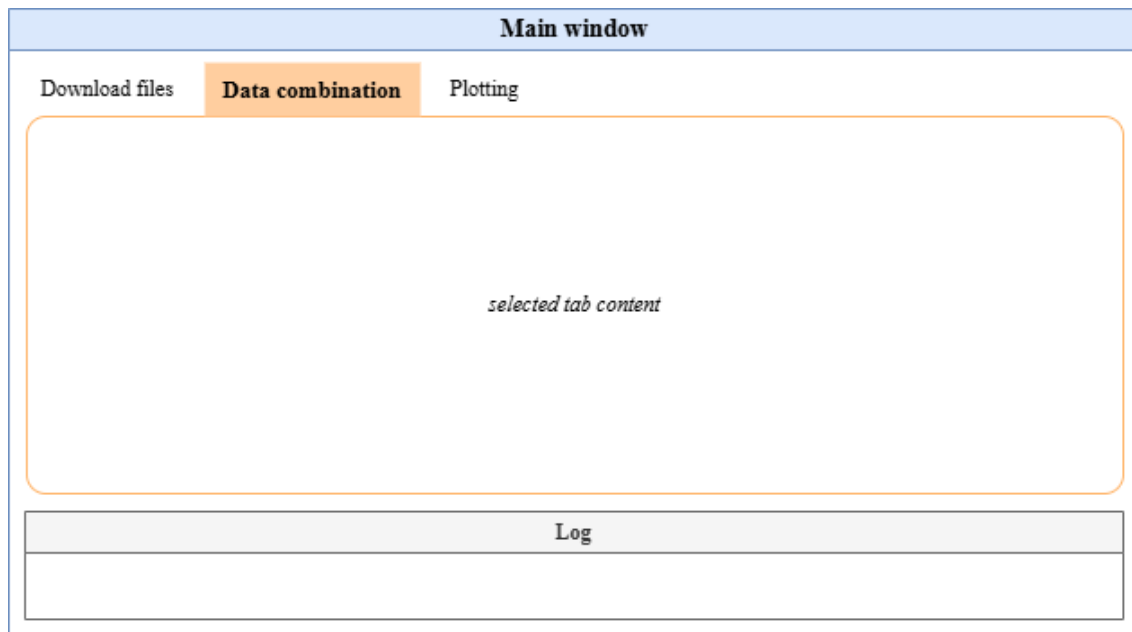 Main window
Download files Data combination Plotting
selected tab content
Log